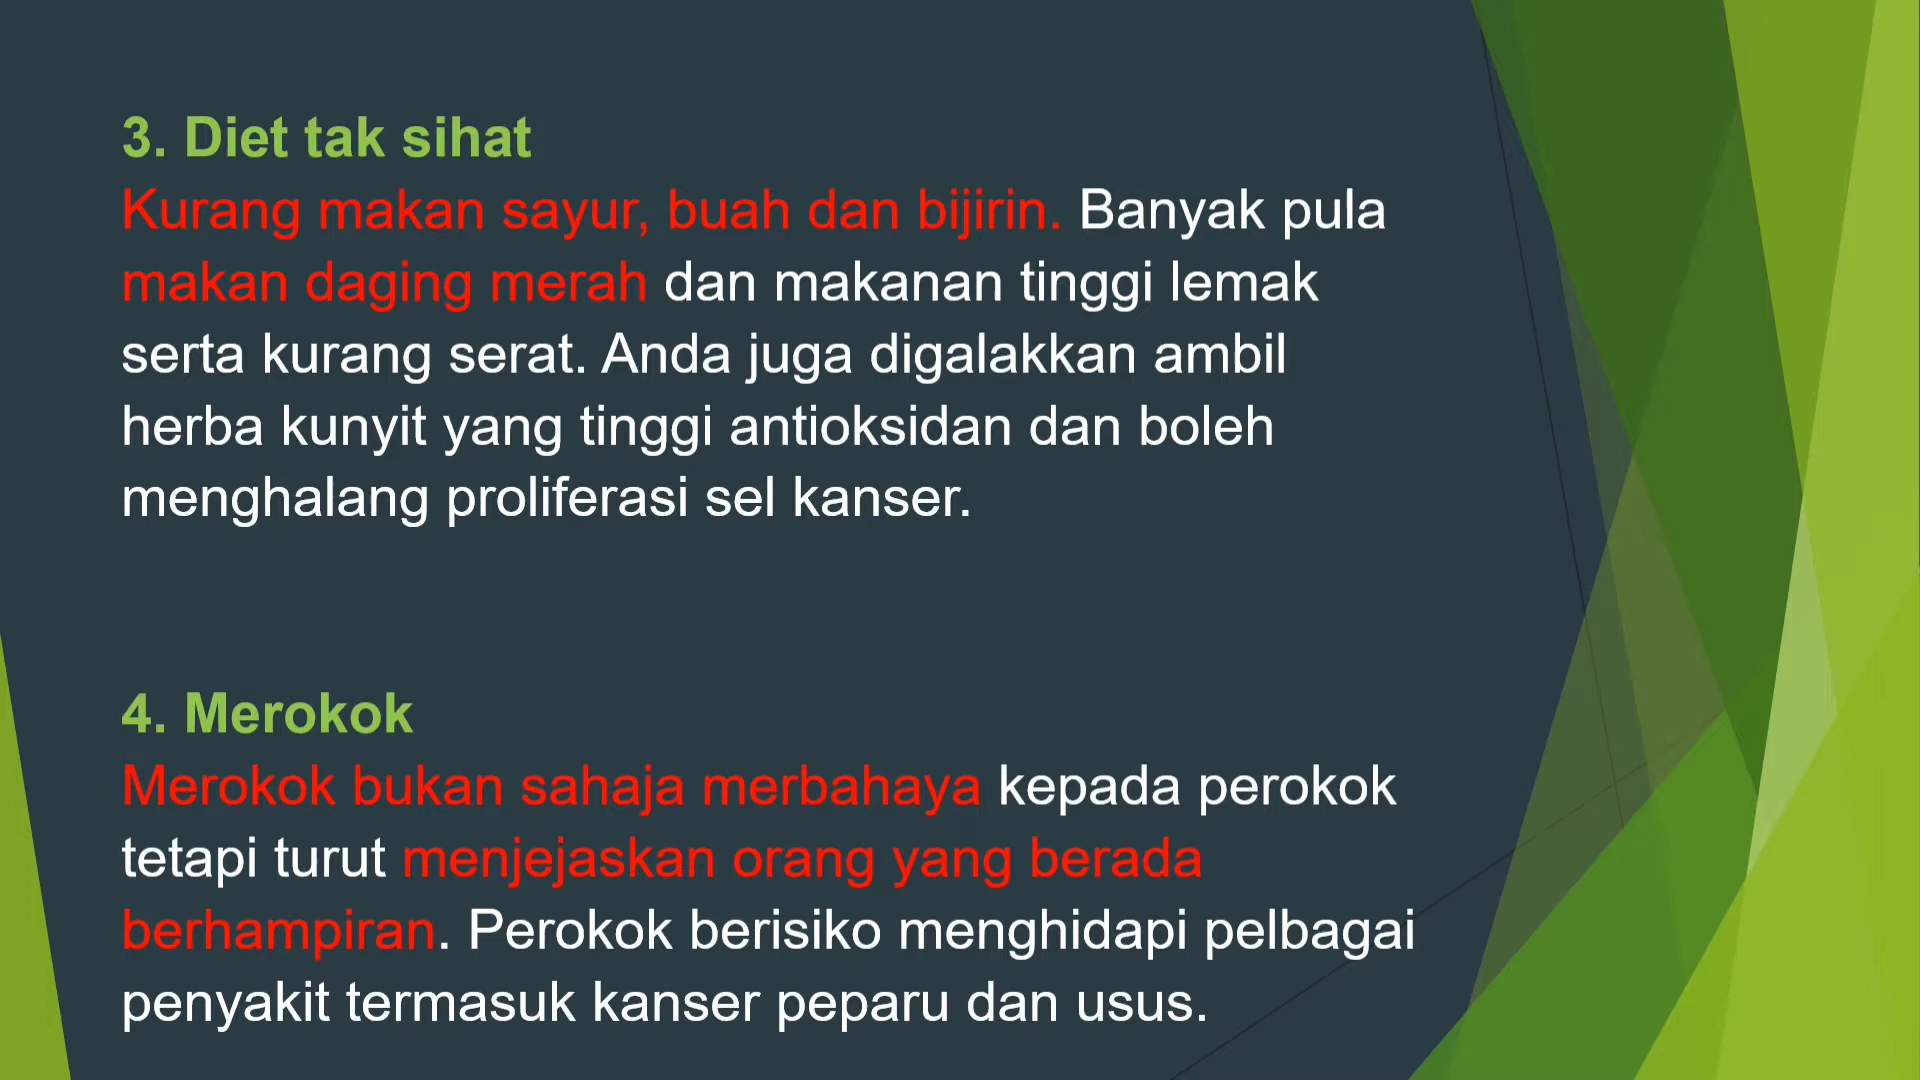 3. Diet tak sihat
Kurang makan sayur, buah dan bijirin. Banyak pula
makan daging merah dan makanan tinggi lemak
serta kurang serat. Anda juga digalakkan ambil
herba kunyit yang tinggi antioksidan dan boleh
menghalang proliferasi sel kanser.
4. Merokok
Merokok bukan sahaja merbahaya kepada perokok
tetapi turut menjejaskan orang yang berada
berhampiran. Perokok berisiko menghidapi pelbagai
penyakit termasuk kanser peparu dan usus.